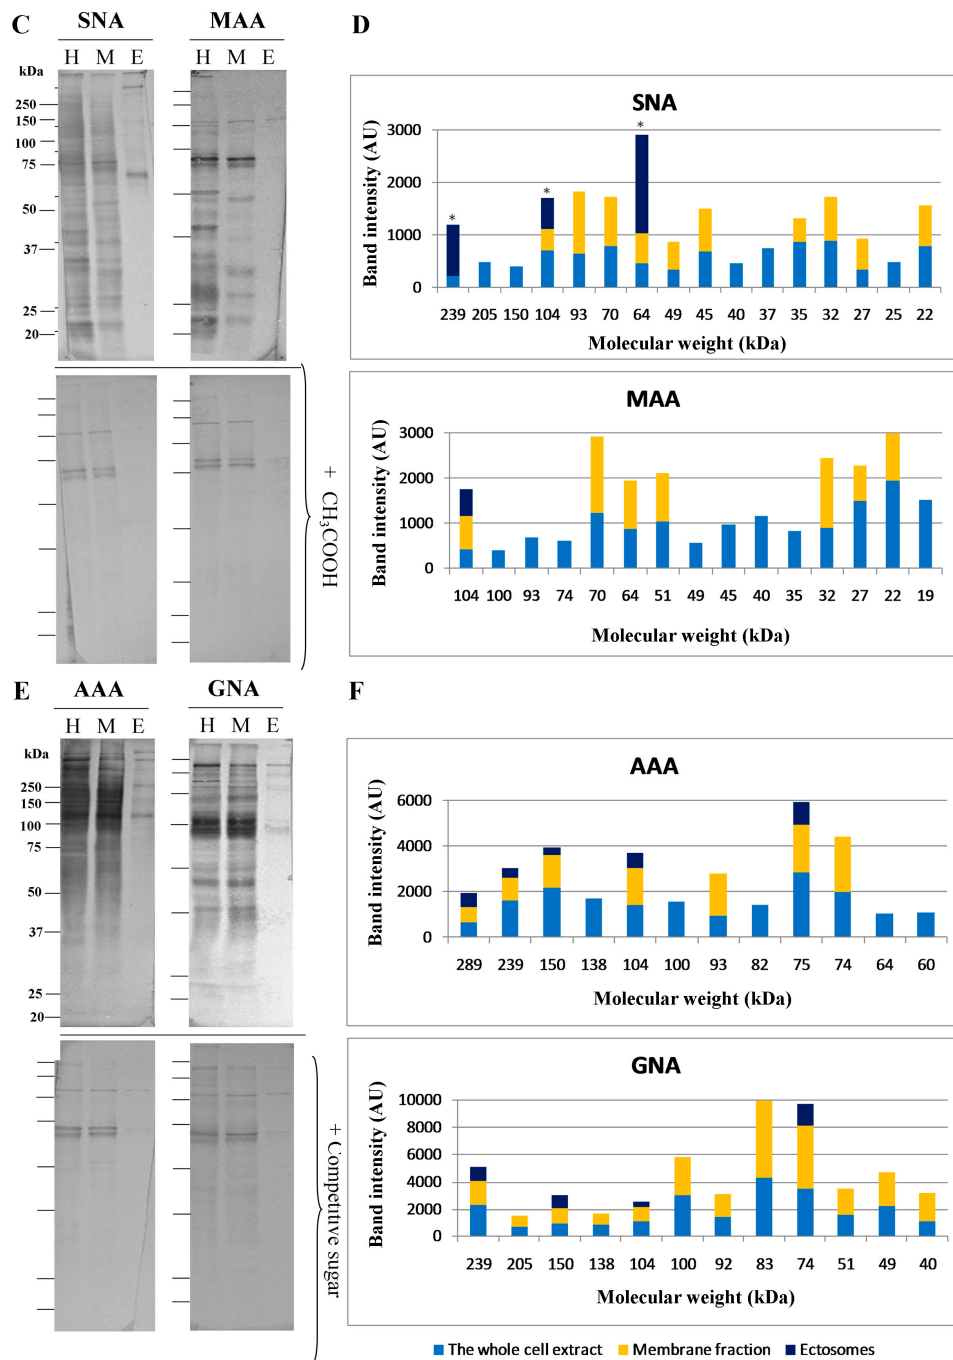 C SNA MAA D
H M E H M E
kDa
250
150
100
75
50
37
25
20
+ CH₃COOH
SNA
Band intensity (AU)
3000
2000
1000
0
* * *
239 205 150 104 93 70 64 49 45 40 37 35 32 27 25 22
Molecular weight (kDa)
MAA
Band intensity (AU)
3000
2000
1000
0
104 100 93 74 70 64 51 49 45 40 35 32 27 22 19
Molecular weight (kDa)
E AAA GNA F
H M E H M E
kDa
250
150
100
75
50
37
25
20
+ Competitive sugar
AAA
Band intensity (AU)
6000
4000
2000
0
289 239 150 138 104 100 93 82 75 74 64 60
Molecular weight (kDa)
GNA
Band intensity (AU)
10000
8000
6000
4000
2000
0
239 205 150 138 104 100 92 83 74 51 49 40
Molecular weight (kDa)
The whole cell extract Membrane fraction Ectosomes